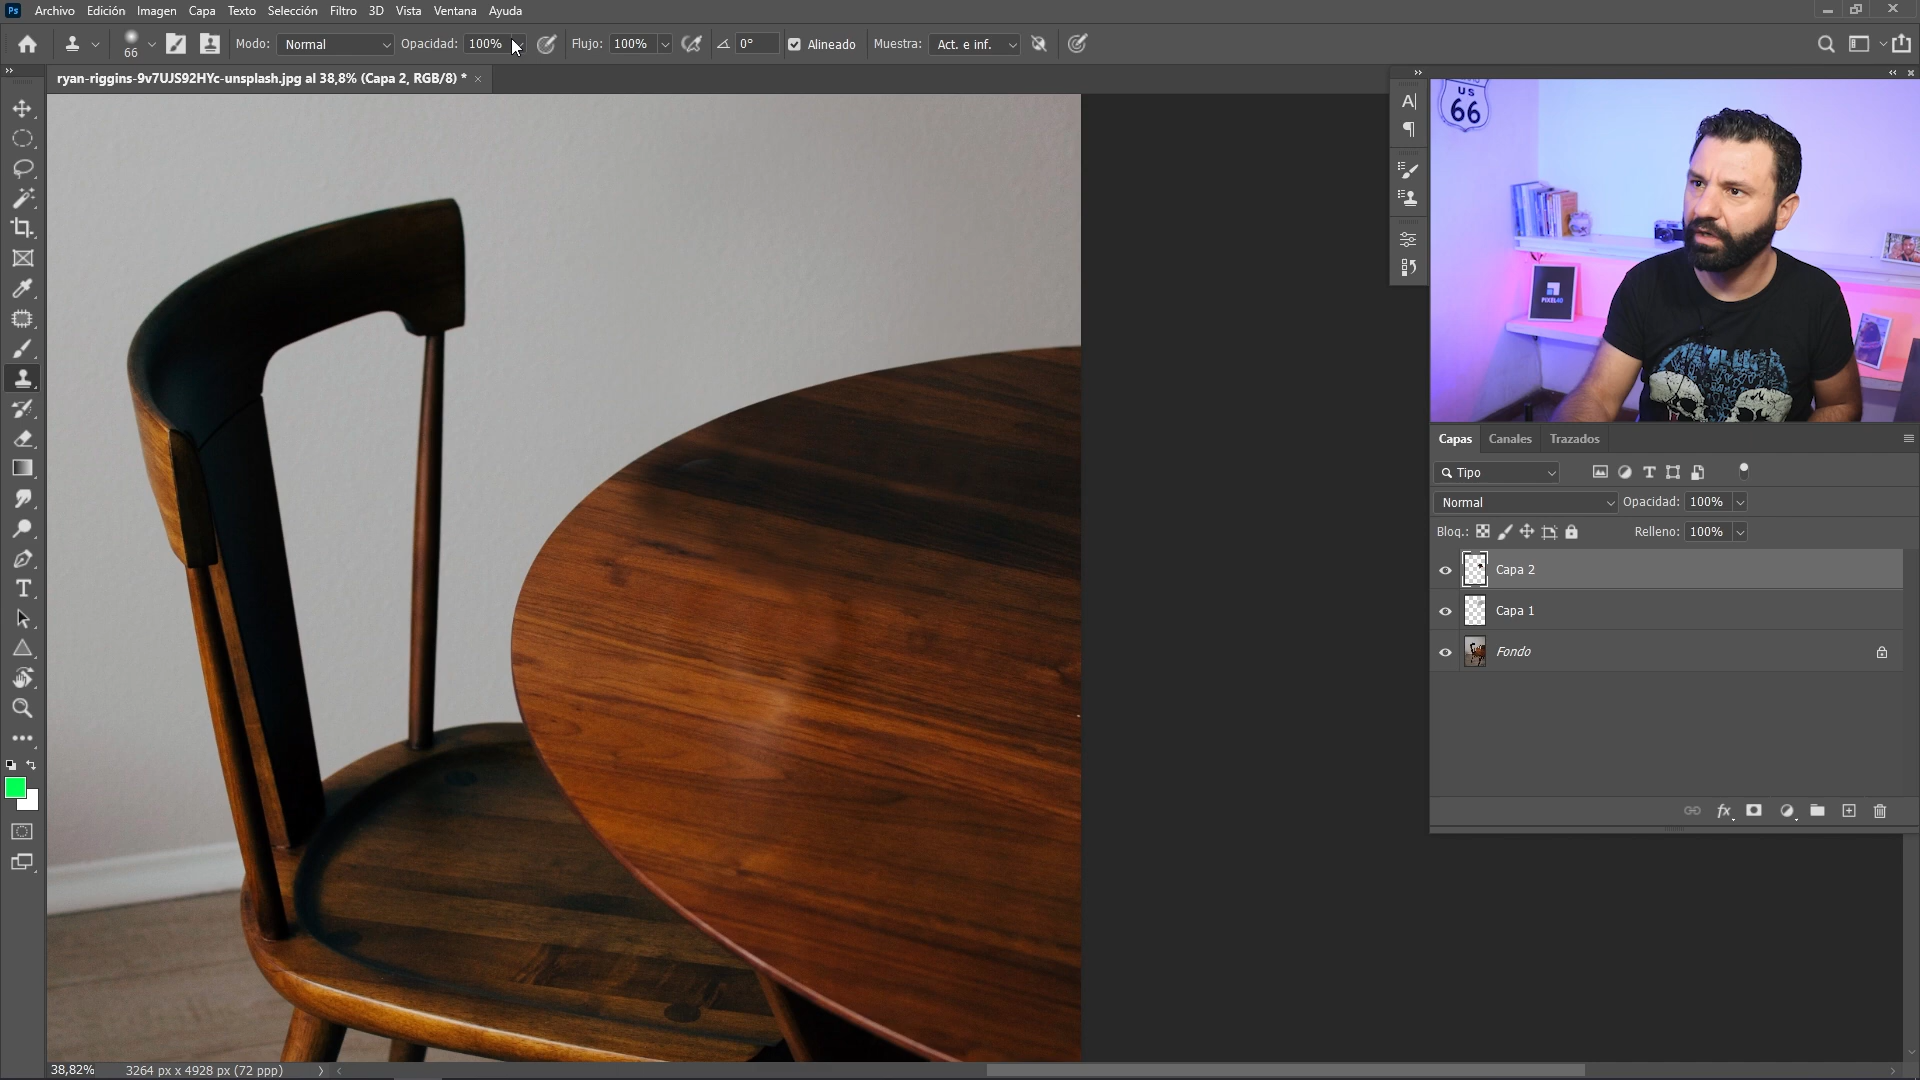 Ps Archivo Edición Imagen Capa Texto Selección Filtro 3D Vista Ventana Ayuda
66 Modo: Normal Opacidad: 100% Flujo: 100% 0° Alineado Muestra: Act. e inf.
ryan-riggins-9v7UJS92HYc-unsplash.jpg al 38,8% (Capa 2, RGB/8) *
US
66
PIXEL40
Capas Canales Trazados
Tipo
Normal Opacidad: 100%
Bloq.: Relleno: 100%
Capa 2
Capa 1
Fondo
fx
38,82% 3264 px x 4928 px (72 ppp)